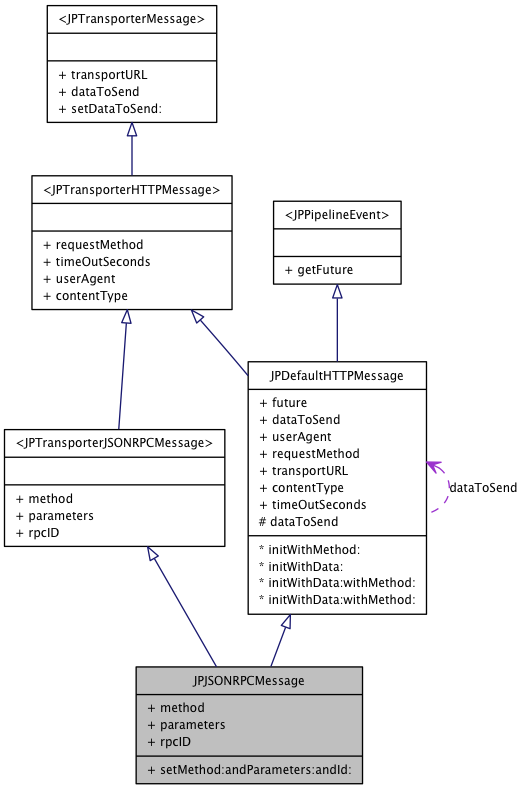 <JPTransporterMessage>
+ transportURL
+ dataToSend
+ setDataToSend:
<JPTransporterHTTPMessage>
+ requestMethod
+ timeOutSeconds
+ userAgent
+ contentType
<JPPipelineEvent>
+ getFuture
JPDefaultHTTPMessage
+ future
+ dataToSend
+ userAgent
+ requestMethod
+ transportURL
+ contentType
+ timeOutSeconds
# dataToSend
* initWithMethod:
* initWithData:
* initWithData:withMethod:
* initWithData:withMethod:
dataToSend
<JPTransporterJSONRPCMessage>
+ method
+ parameters
+ rpcID
JPJSONRPCMessage
+ method
+ parameters
+ rpcID
+ setMethod:andParameters:andId: